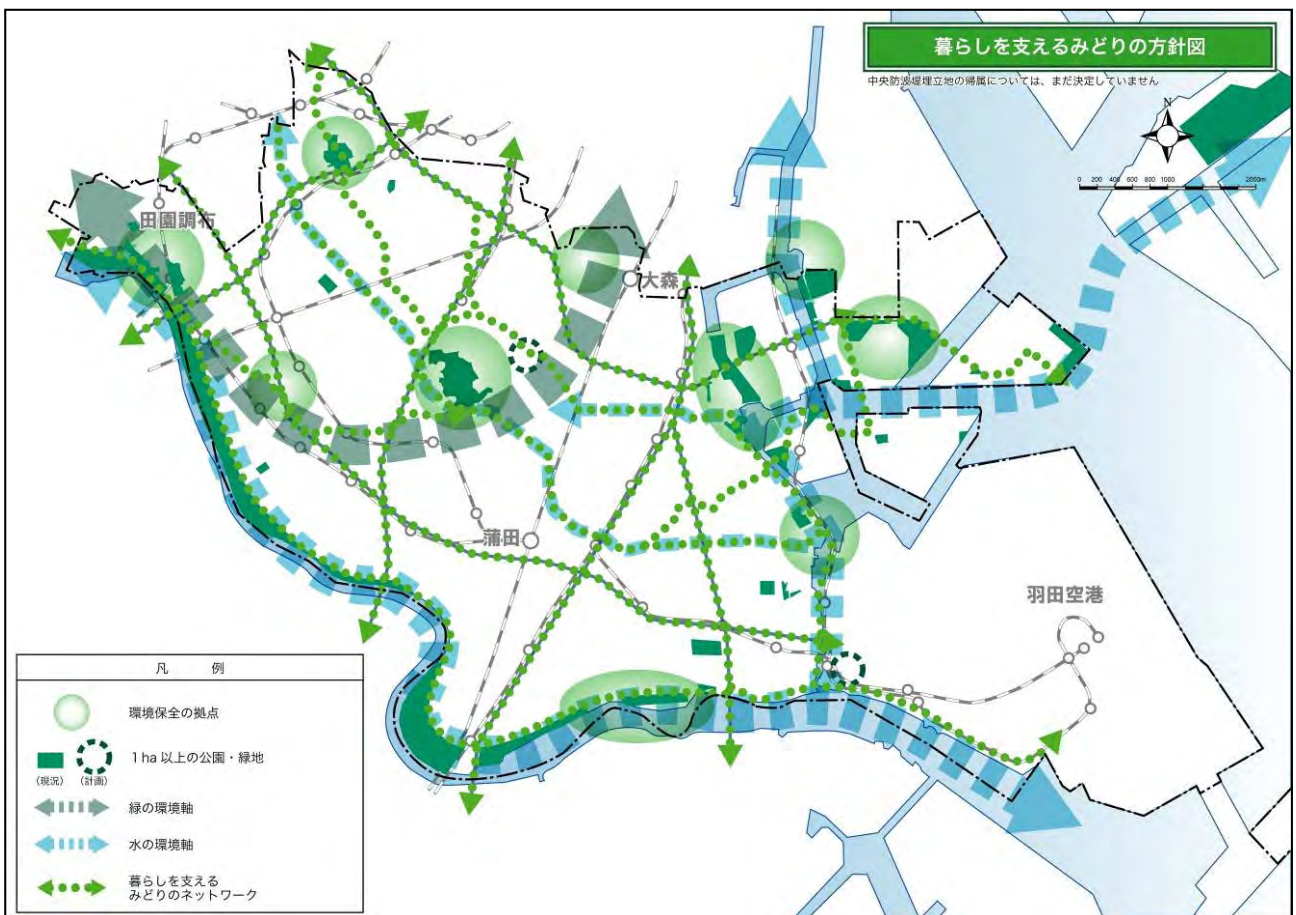 暮らしを支えるみどりの方針図
中央防波堤埋立地の帰属については、まだ決定していません
N
0 200 400 600 800 1000 2000m
田園調布
大森
蒲田
羽田空港
凡 例
環境保全の拠点
1ha 以上の公園・緑地
(現況) (計画)
緑の環境軸
水の環境軸
暮らしを支える
みどりのネットワーク